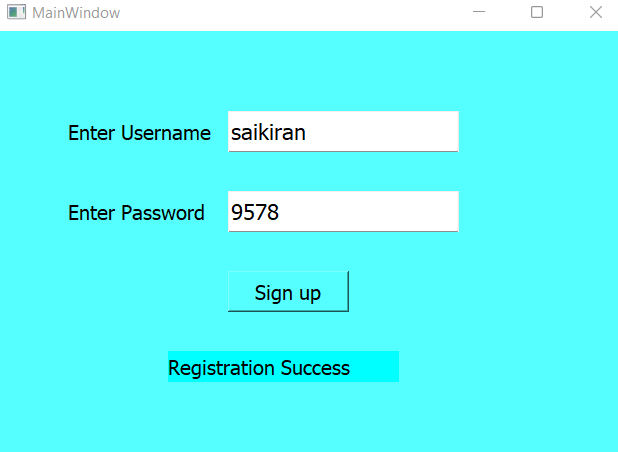 MainWindow
Enter Username saikiran
Enter Password 9578
Sign up
Registration Success